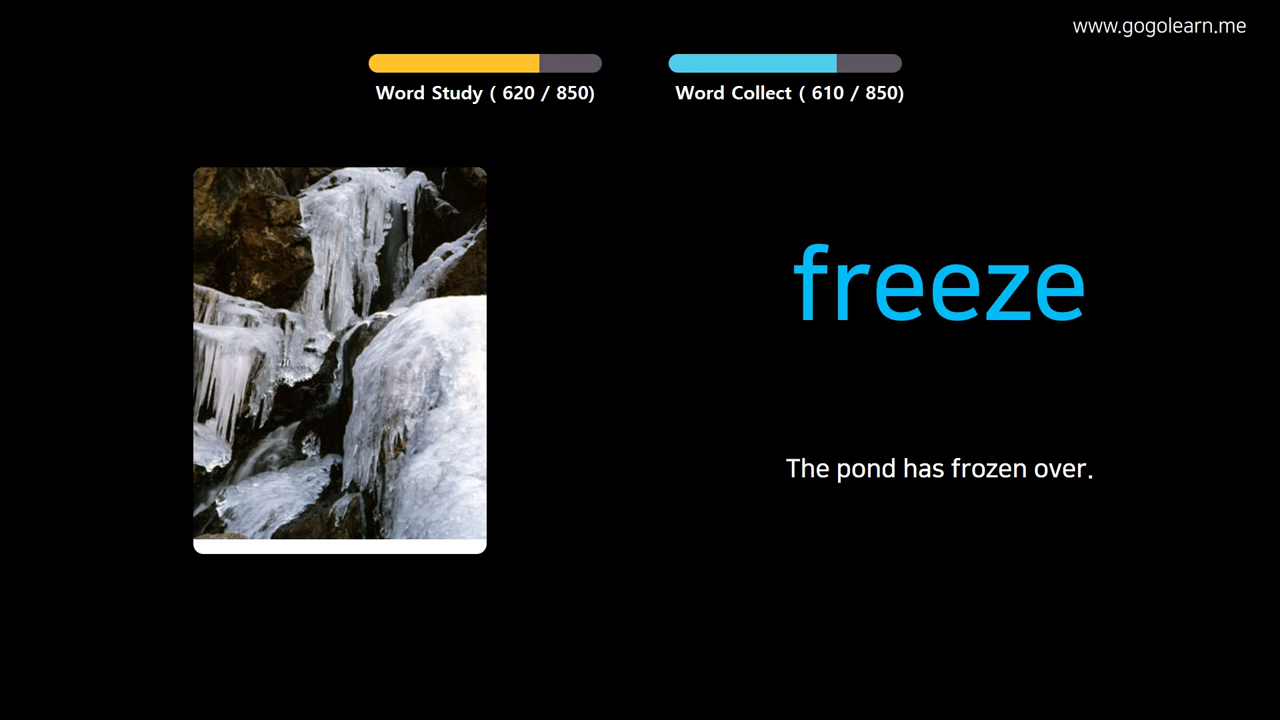 www.gogolearn.me
Word Study ( 620 / 850)
Word Collect ( 610 / 850)
freeze
The pond has frozen over.